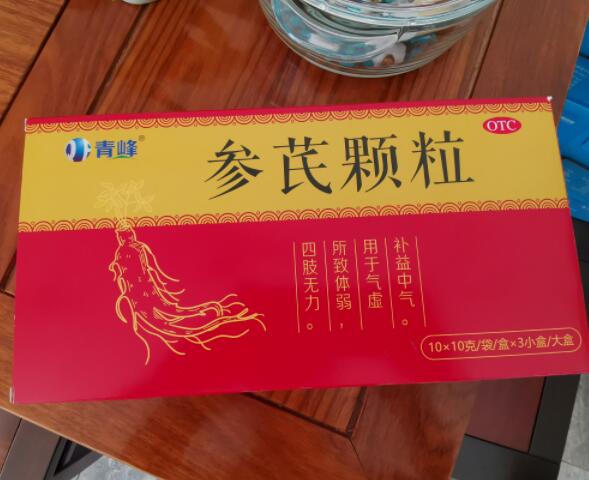 青峰®
参芪颗粒
OTC
补益中气。
用于气虚
所致体弱，
四肢无力。
10×10克/袋/盒×3小盒/大盒